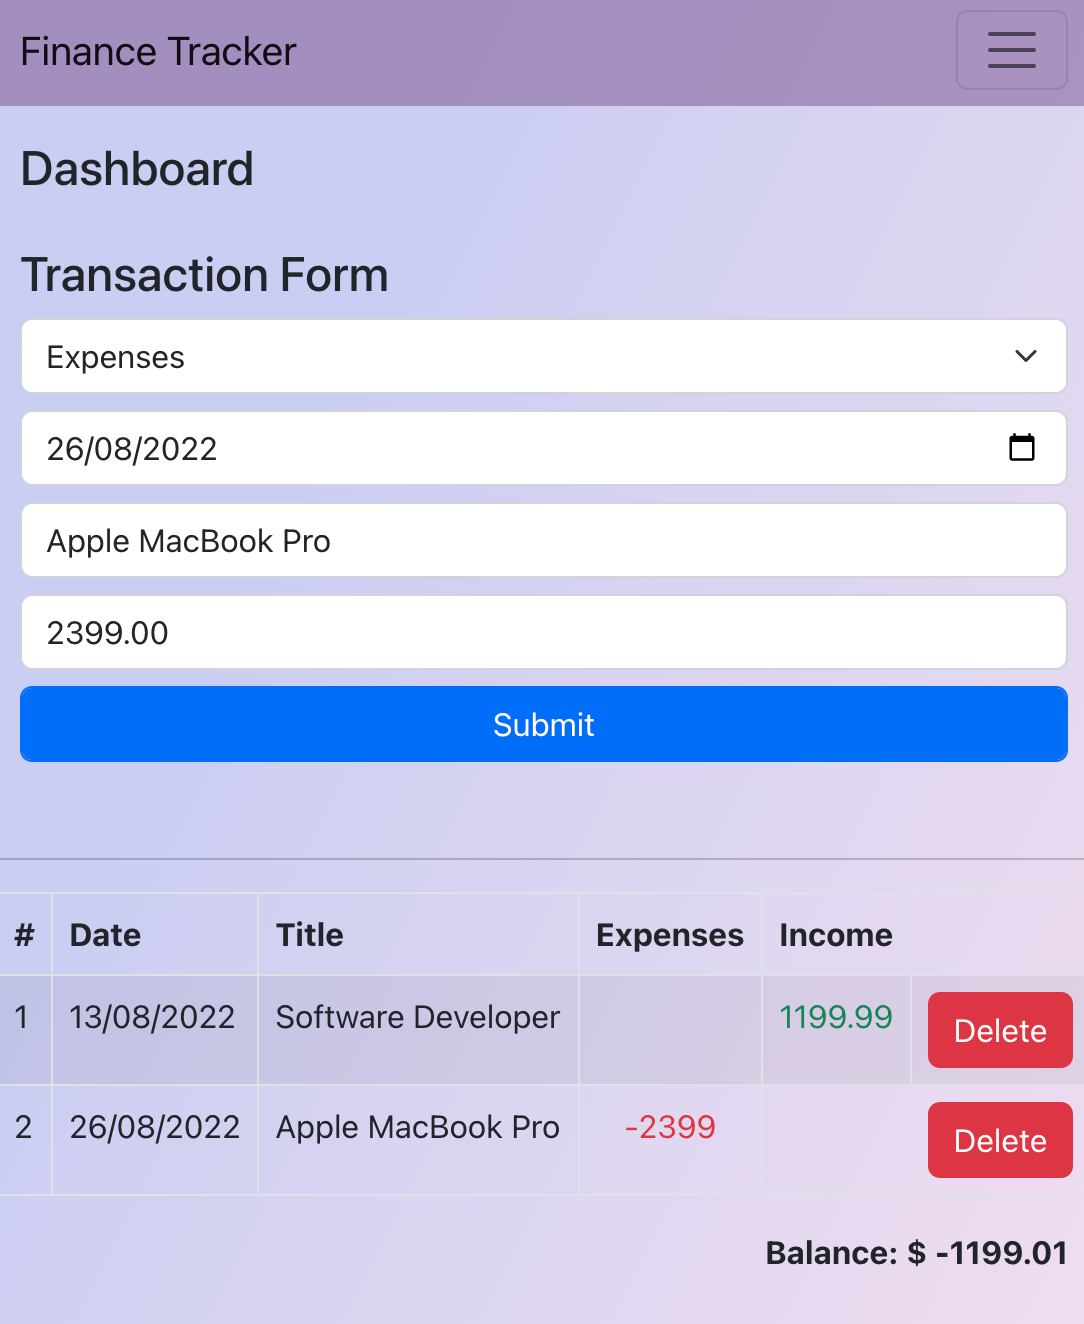 Finance Tracker
Dashboard
Transaction Form
Expenses
26/08/2022
Apple MacBook Pro
2399.00
Submit
# Date Title Expenses Income
1 13/08/2022 Software Developer 1199.99 Delete
2 26/08/2022 Apple MacBook Pro -2399 Delete
Balance: $ -1199.01